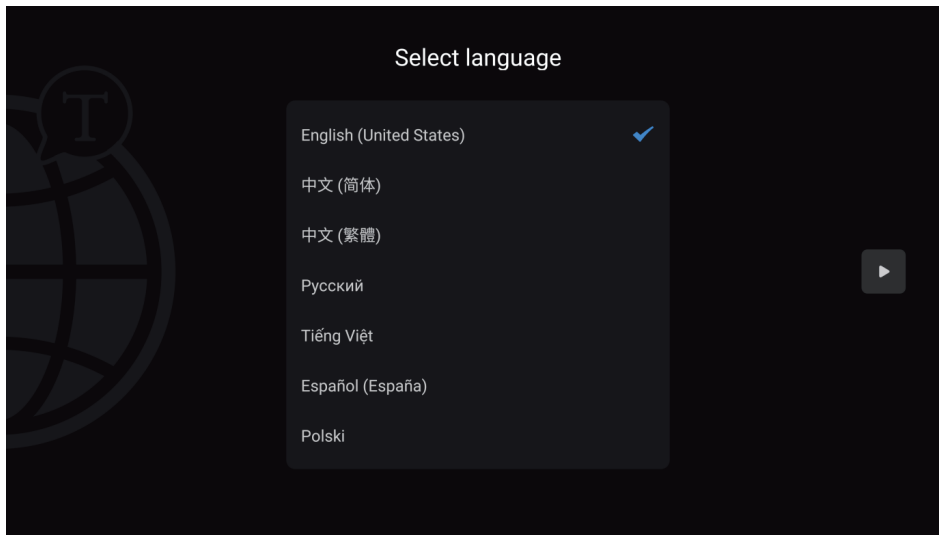 T
Select language
English (United States)
中文 (简体)
中文 (繁體)
Русский
Tiếng Việt
Español (España)
Polski